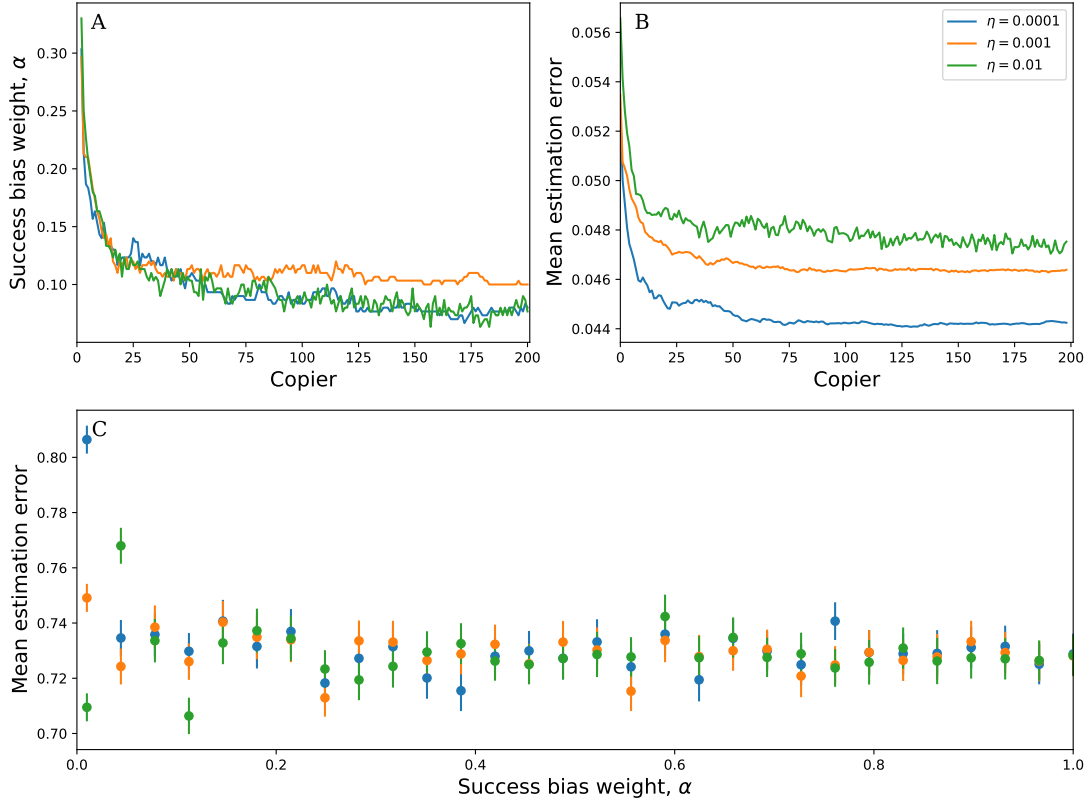 A
Success bias weight, α
0.30
0.25
0.20
0.15
0.10
0 25 50 75 100 125 150 175 200
Copier
B
Mean estimation error
0.056
0.054
0.052
0.050
0.048
0.046
0.044
0 25 50 75 100 125 150 175 200
Copier
η = 0.0001
η = 0.001
η = 0.01
C
Mean estimation error
0.80
0.78
0.76
0.74
0.72
0.70
0.0 0.2 0.4 0.6 0.8 1.0
Success bias weight, α